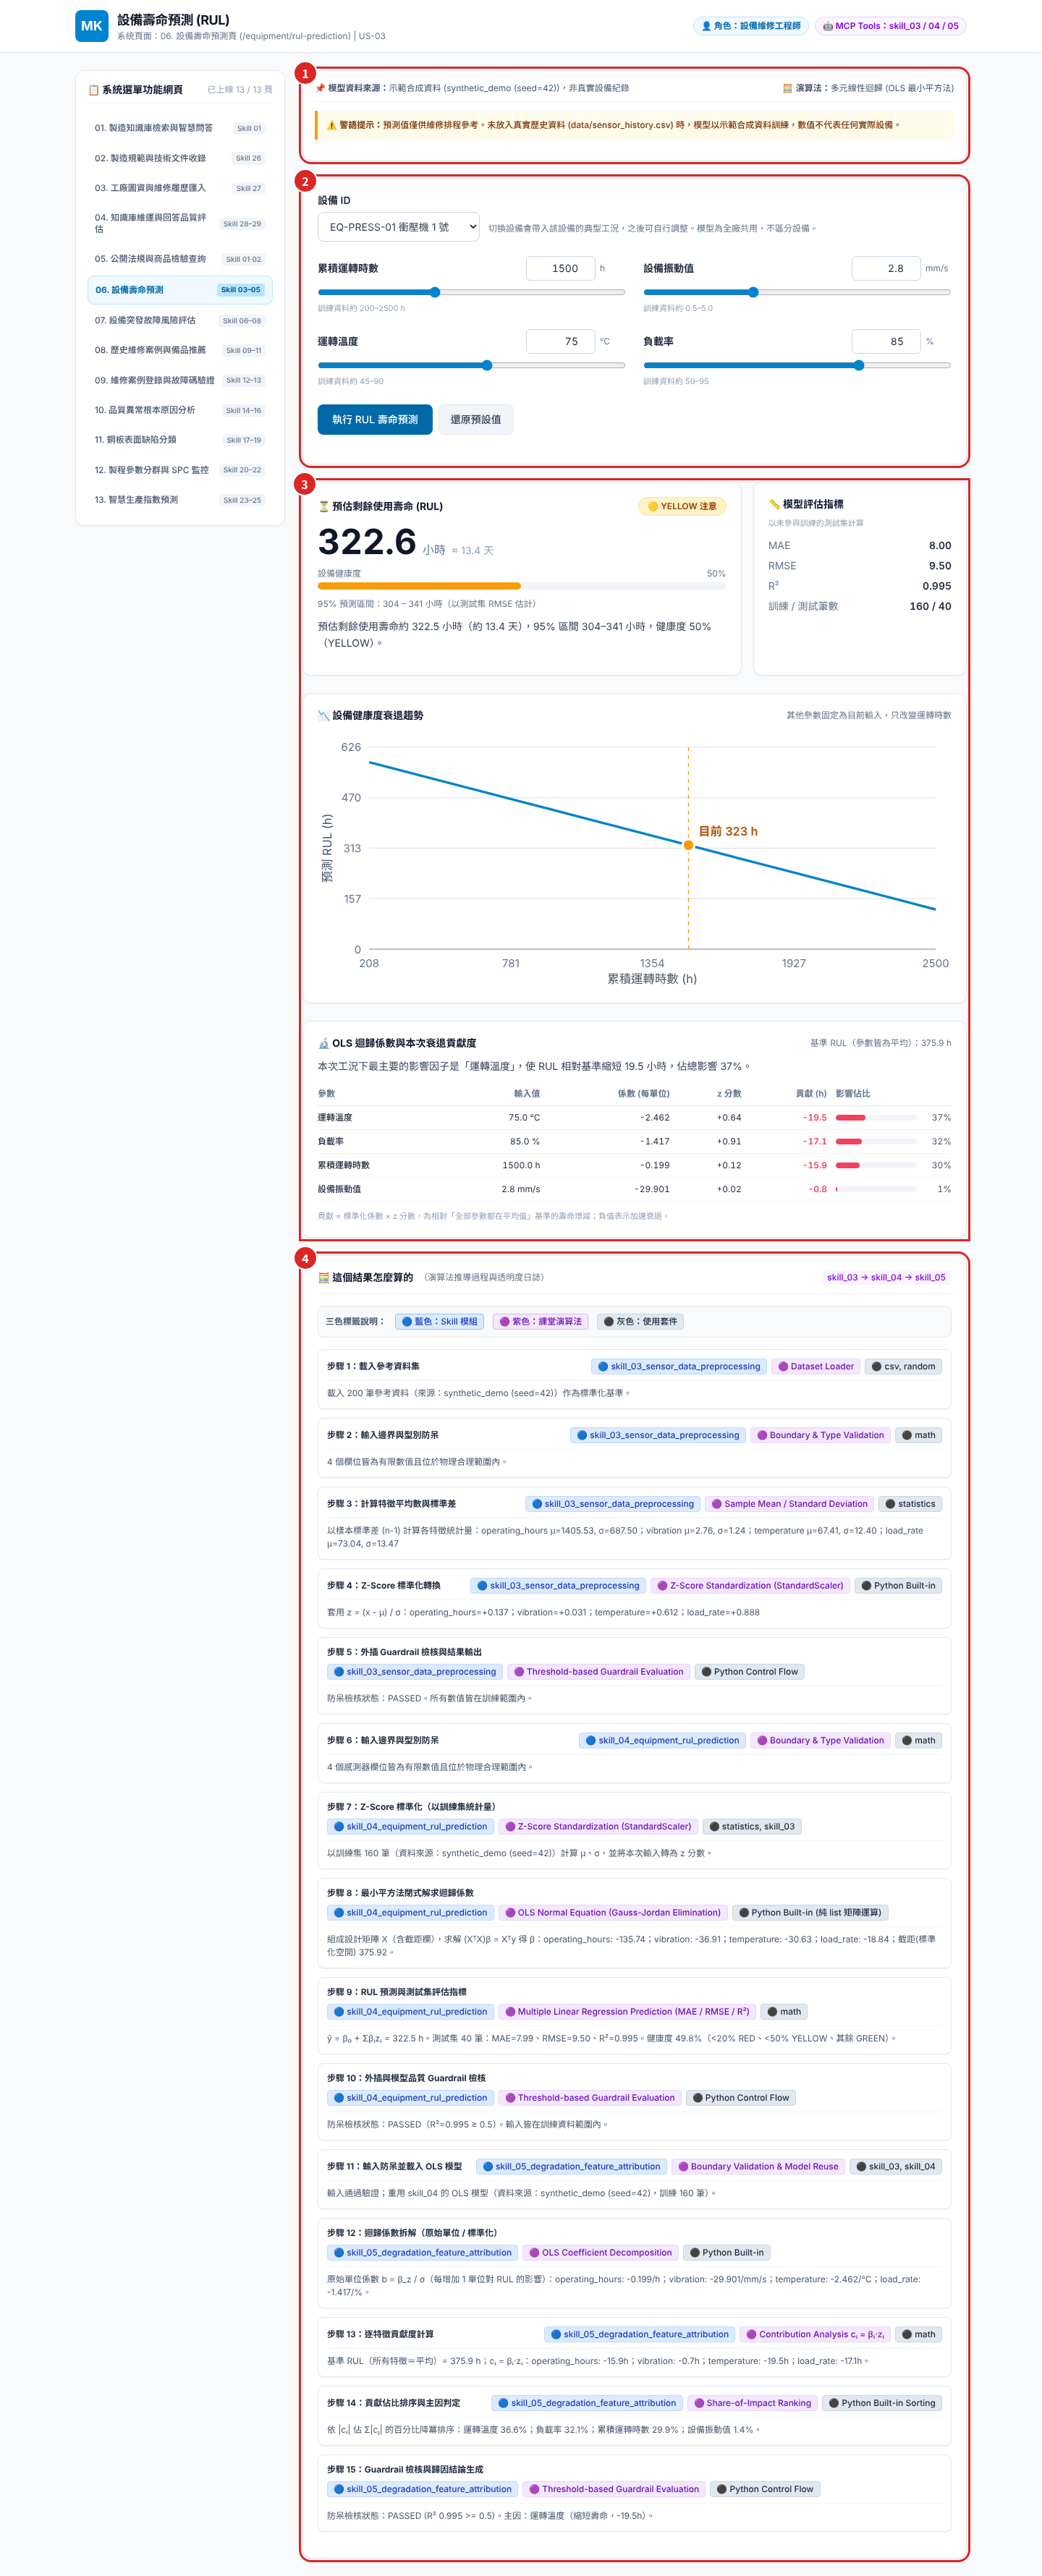 MK
設備壽命預測 (RUL)
系統頁面：06. 設備壽命預測頁 (/equipment/rul-prediction) | US-03
👤 角色：設備維修工程師
🤖 MCP Tools：skill_03 / 04 / 05
📋 系統選單功能網頁
已上線 13 / 13 頁
01. 製造知識庫檢索與智慧問答
Skill 01
02. 製造規範與技術文件收錄
Skill 26
03. 工廠圖資與維修履歷匯入
Skill 27
04. 知識庫維運與回答品質評
估
Skill 28–29
05. 公開法規與商品檢驗查詢
Skill 01-02
06. 設備壽命預測
Skill 03–05
07. 設備突發故障風險評估
Skill 06–08
08. 歷史維修案例與備品推薦
Skill 09–11
09. 維修案例登錄與故障碼驗證
Skill 12–13
10. 品質異常根本原因分析
Skill 14–16
11. 鋼板表面缺陷分類
Skill 17–19
12. 製程參數分群與 SPC 監控
Skill 20–22
13. 智慧生產指數預測
Skill 23–25
1
📌 模型資料來源：示範合成資料 (synthetic_demo (seed=42))，非真實設備紀錄
🧮 演算法：多元線性迴歸 (OLS 最小平方法)
⚠️ 警語提示：預測值僅供維修排程參考。未放入真實歷史資料 (data/sensor_history.csv) 時，模型以示範合成資料訓練，數值不代表任何實際設備。
2
設備 ID
EQ-PRESS-01 衝壓機 1 號
切換設備會帶入該設備的典型工況，之後可自行調整。模型為全廠共用，不區分設備。
累積運轉時數
1500 h
訓練資料約 200–2500 h
設備振動值
2.8 mm/s
訓練資料約 0.5–5.0
運轉溫度
75 °C
訓練資料約 45–90
負載率
85 %
訓練資料約 50–95
執行 RUL 壽命預測
還原預設值
3
⏳ 預估剩餘使用壽命 (RUL)
🟡 YELLOW 注意
322.6 小時 ≈ 13.4 天
設備健康度
50%
95% 預測區間：304 – 341 小時（以測試集 RMSE 估計）
預估剩餘使用壽命約 322.5 小時（約 13.4 天），95% 區間 304–341 小時，健康度 50%
（YELLOW）。
📏 模型評估指標
以未參與訓練的測試集計算
MAE 8.00
RMSE 9.50
R² 0.995
訓練 / 測試筆數 160 / 40
📉 設備健康度衰退趨勢
其他參數固定為目前輸入，只改變運轉時數
626
470
313
157
0
預測 RUL (h)
目前 323 h
208 781 1354 1927 2500
累積運轉時數 (h)
🔬 OLS 迴歸係數與本次衰退貢獻度
基準 RUL（參數皆為平均）：375.9 h
本次工況下最主要的影響因子是「運轉溫度」，使 RUL 相對基準縮短 19.5 小時，佔總影響 37%。
參數 輸入值 係數 (每單位) z 分數 貢獻 (h) 影響佔比
運轉溫度 75.0 °C -2.462 +0.64 -19.5 37%
負載率 85.0 % -1.417 +0.91 -17.1 32%
累積運轉時數 1500.0 h -0.199 +0.12 -15.9 30%
設備振動值 2.8 mm/s -29.901 +0.02 -0.8 1%
貢獻 = 標準化係數 × z 分數，為相對「全部參數都在平均值」基準的壽命增減；負值表示加速衰退。
4
🧮 這個結果怎麼算的 （演算法推導過程與透明度日誌）
skill_03 → skill_04 → skill_05
三色標籤說明： 🔵 藍色：Skill 模組 🟣 紫色：課堂演算法 ⚫ 灰色：使用套件
步驟 1：載入參考資料集
🔵 skill_03_sensor_data_preprocessing 🟣 Dataset Loader ⚫ csv, random
載入 200 筆參考資料（來源：synthetic_demo (seed=42)）作為標準化基準。
步驟 2：輸入邊界與型別防呆
🔵 skill_03_sensor_data_preprocessing 🟣 Boundary & Type Validation ⚫ math
4 個欄位皆為有限數值且位於物理合理範圍內。
步驟 3：計算特徵平均數與標準差
🔵 skill_03_sensor_data_preprocessing 🟣 Sample Mean / Standard Deviation ⚫ statistics
以樣本標準差 (n-1) 計算各特徵統計量：operating_hours μ=1405.53, σ=687.50；vibration μ=2.76, σ=1.24；temperature μ=67.41, σ=12.40；load_rate
μ=73.04, σ=13.47
步驟 4：Z-Score 標準化轉換
🔵 skill_03_sensor_data_preprocessing 🟣 Z-Score Standardization (StandardScaler) ⚫ Python Built-in
套用 z = (x - μ) / σ：operating_hours=+0.137；vibration=+0.031；temperature=+0.612；load_rate=+0.888
步驟 5：外插 Guardrail 檢核與結果輸出
🔵 skill_03_sensor_data_preprocessing 🟣 Threshold-based Guardrail Evaluation ⚫ Python Control Flow
防呆檢核狀態：PASSED。所有數值皆在訓練範圍內。
步驟 6：輸入邊界與型別防呆
🔵 skill_04_equipment_rul_prediction 🟣 Boundary & Type Validation ⚫ math
4 個感測器欄位皆為有限數值且位於物理合理範圍內。
步驟 7：Z-Score 標準化（以訓練集統計量）
🔵 skill_04_equipment_rul_prediction 🟣 Z-Score Standardization (StandardScaler) ⚫ statistics, skill_03
以訓練集 160 筆（資料來源：synthetic_demo (seed=42)）計算 μ、σ，並將本次輸入轉為 z 分數。
步驟 8：最小平方法閉式解求迴歸係數
🔵 skill_04_equipment_rul_prediction 🟣 OLS Normal Equation (Gauss-Jordan Elimination) ⚫ Python Built-in (純 list 矩陣運算)
組成設計矩陣 X（含截距欄），求解 (XᵀX)β = Xᵀy 得 β：operating_hours: -135.74；vibration: -36.91；temperature: -30.63；load_rate: -18.84；截距(標準
化空間) 375.92。
步驟 9：RUL 預測與測試集評估指標
🔵 skill_04_equipment_rul_prediction 🟣 Multiple Linear Regression Prediction (MAE / RMSE / R²) ⚫ math
ŷ = β₀ + Σβᵢzᵢ = 322.5 h。測試集 40 筆：MAE=7.99、RMSE=9.50、R²=0.995。健康度 49.8%（<20% RED、<50% YELLOW、其餘 GREEN）。
步驟 10：外插與模型品質 Guardrail 檢核
🔵 skill_04_equipment_rul_prediction 🟣 Threshold-based Guardrail Evaluation ⚫ Python Control Flow
防呆檢核狀態：PASSED（R²=0.995 ≥ 0.5）。輸入皆在訓練資料範圍內。
步驟 11：輸入防呆並載入 OLS 模型
🔵 skill_05_degradation_feature_attribution 🟣 Boundary Validation & Model Reuse ⚫ skill_03, skill_04
輸入通過驗證；重用 skill_04 的 OLS 模型（資料來源：synthetic_demo (seed=42)，訓練 160 筆）。
步驟 12：迴歸係數拆解（原始單位 / 標準化）
🔵 skill_05_degradation_feature_attribution 🟣 OLS Coefficient Decomposition ⚫ Python Built-in
原始單位係數 b = β_z / σ（每增加 1 單位對 RUL 的影響）：operating_hours: -0.199/h；vibration: -29.901/mm/s；temperature: -2.462/°C；load_rate:
-1.417/%。
步驟 13：逐特徵貢獻度計算
🔵 skill_05_degradation_feature_attribution 🟣 Contribution Analysis cᵢ = βᵢ·zᵢ ⚫ math
基準 RUL（所有特徵＝平均）= 375.9 h；cᵢ = βᵢ·zᵢ：operating_hours: -15.9h；vibration: -0.7h；temperature: -19.5h；load_rate: -17.1h。
步驟 14：貢獻佔比排序與主因判定
🔵 skill_05_degradation_feature_attribution 🟣 Share-of-Impact Ranking ⚫ Python Built-in Sorting
依 |cᵢ| 佔 Σ|cⱼ| 的百分比降冪排序：運轉溫度 36.6%；負載率 32.1%；累積運轉時數 29.9%；設備振動值 1.4%。
步驟 15：Guardrail 檢核與歸因結論生成
🔵 skill_05_degradation_feature_attribution 🟣 Threshold-based Guardrail Evaluation ⚫ Python Control Flow
防呆檢核狀態：PASSED (R² 0.995 >= 0.5)。主因：運轉溫度（縮短壽命，-19.5h）。